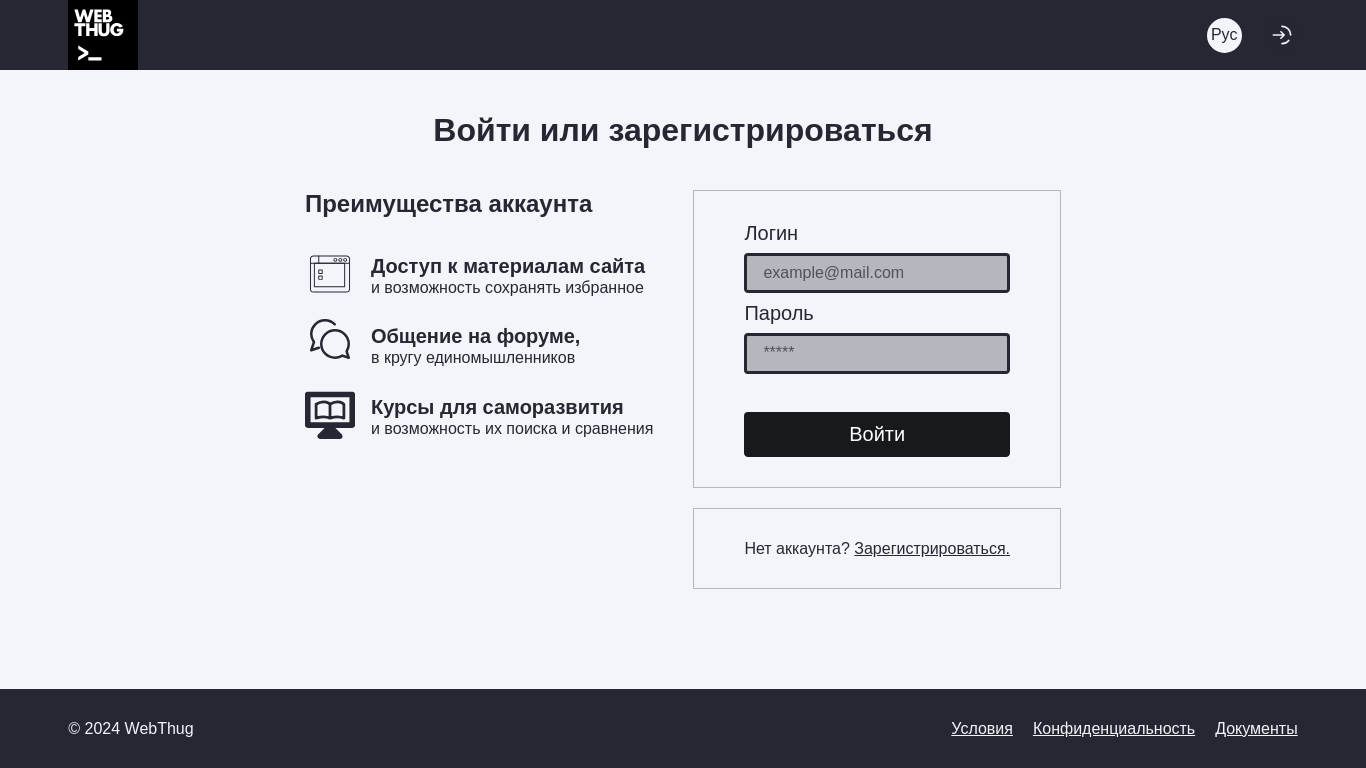 WEB
THUG
>_
Рус
Войти или зарегистрироваться
Преимущества аккаунта
Доступ к материалам сайта
и возможность сохранять избранное
Общение на форуме,
в кругу единомышленников
Курсы для саморазвития
и возможность их поиска и сравнения
Логин
example@mail.com
Пароль
*****
Войти
Нет аккаунта? Зарегистрироваться.
© 2024 WebThug
Условия Конфиденциальность Документы